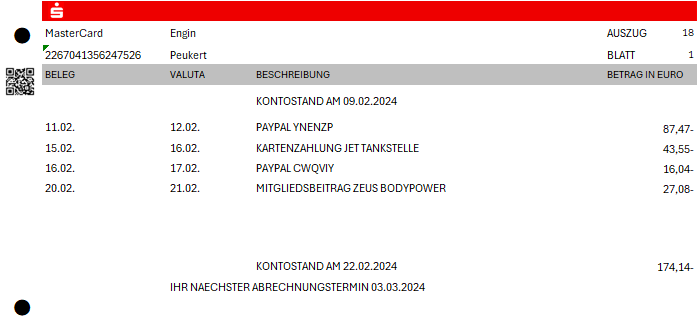 MasterCard Engin AUSZUG 18
2267041356247526 Peukert BLATT 1
BELEG VALUTA BESCHREIBUNG BETRAG IN EURO
KONTOSTAND AM 09.02.2024
11.02. 12.02. PAYPAL YNENZP 87,47-
15.02. 16.02. KARTENZAHLUNG JET TANKSTELLE 43,55-
16.02. 17.02. PAYPAL CWQVIY 16,04-
20.02. 21.02. MITGLIEDSBEITRAG ZEUS BODYPOWER 27,08-
KONTOSTAND AM 22.02.2024 174,14-
IHR NAECHSTER ABRECHNUNGSTERMIN 03.03.2024